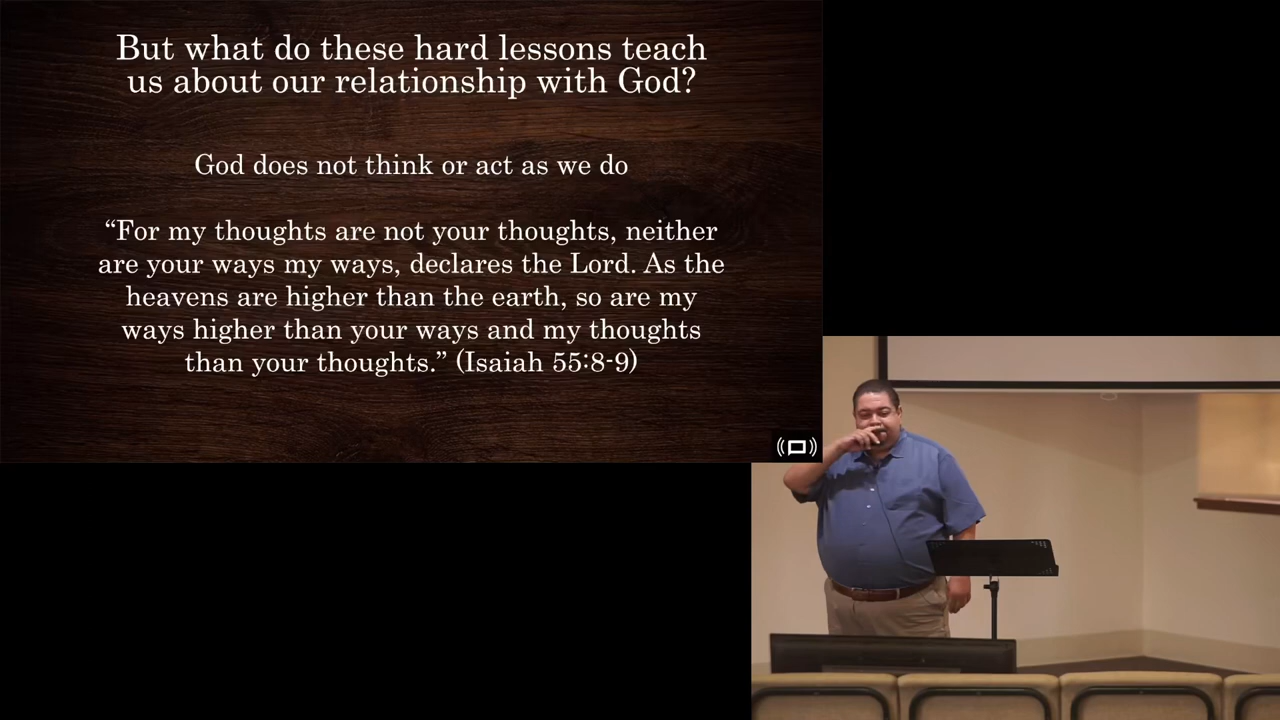 But what do these hard lessons teach
us about our relationship with God?
God does not think or act as we do
“For my thoughts are not your thoughts, neither
are your ways my ways, declares the Lord. As the
heavens are higher than the earth, so are my
ways higher than your ways and my thoughts
than your thoughts.” (Isaiah 55:8-9)